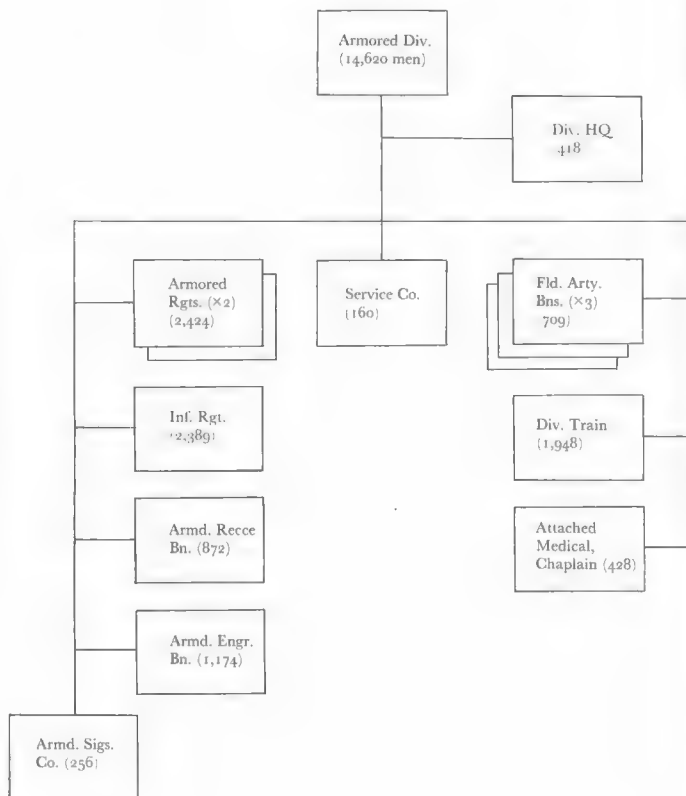 Armored Div.
(14,620 men)
Div. HQ
418
Armored
Rgts. (×2)
(2,424)
Service Co.
(160)
Fld. Arty.
Bns. (×3)
709)
Inf. Rgt.
(2,389)
Div. Train
(1,948)
Armd. Recce
Bn. (872)
Attached
Medical,
Chaplain (428)
Armd. Engr.
Bn. (1,174)
Armd. Sigs.
Co. (256)